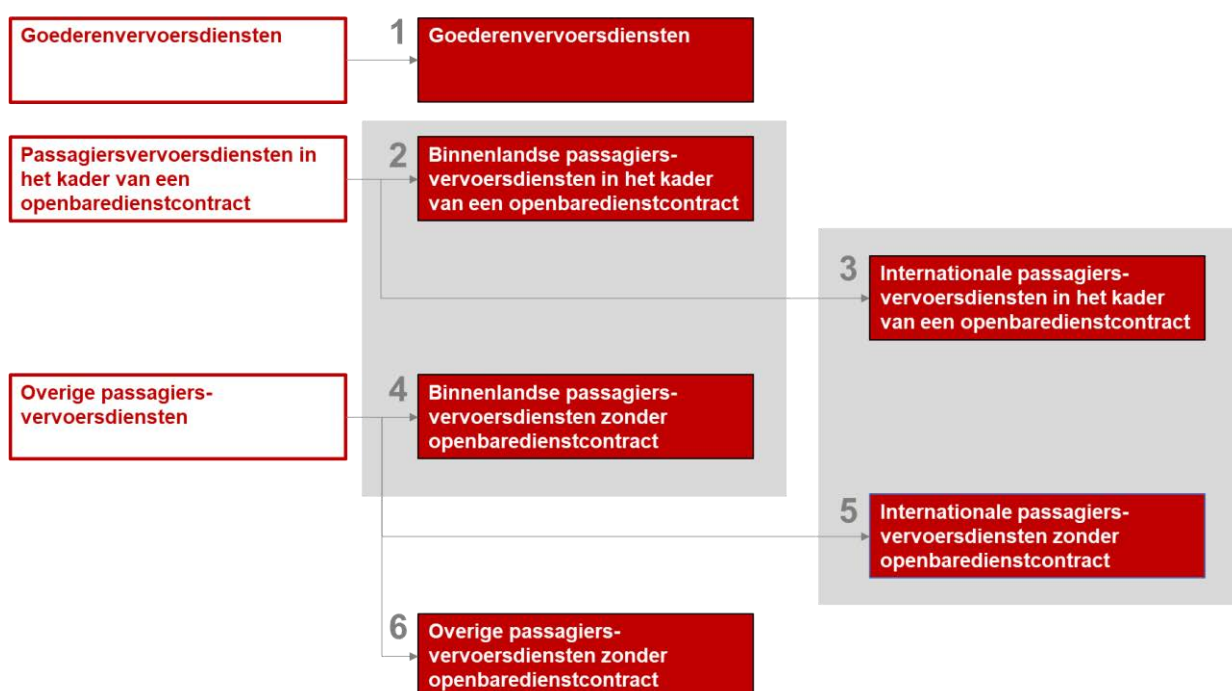 Goederenvervoersdiensten
1
Goederenvervoersdiensten
Passagiersvervoersdiensten in
het kader van een
openbaredienstcontract
2
Binnenlandse passagiers-
vervoersdiensten in het kader
van een openbaredienstcontract
3
Internationale passagiers-
vervoersdiensten in het kader
van een openbaredienstcontract
Overige passagiers-
vervoersdiensten
4
Binnenlandse passagiers-
vervoersdiensten zonder
openbaredienstcontract
5
Internationale passagiers-
vervoersdiensten zonder
openbaredienstcontract
6
Overige passagiers-
vervoersdiensten zonder
openbaredienstcontract